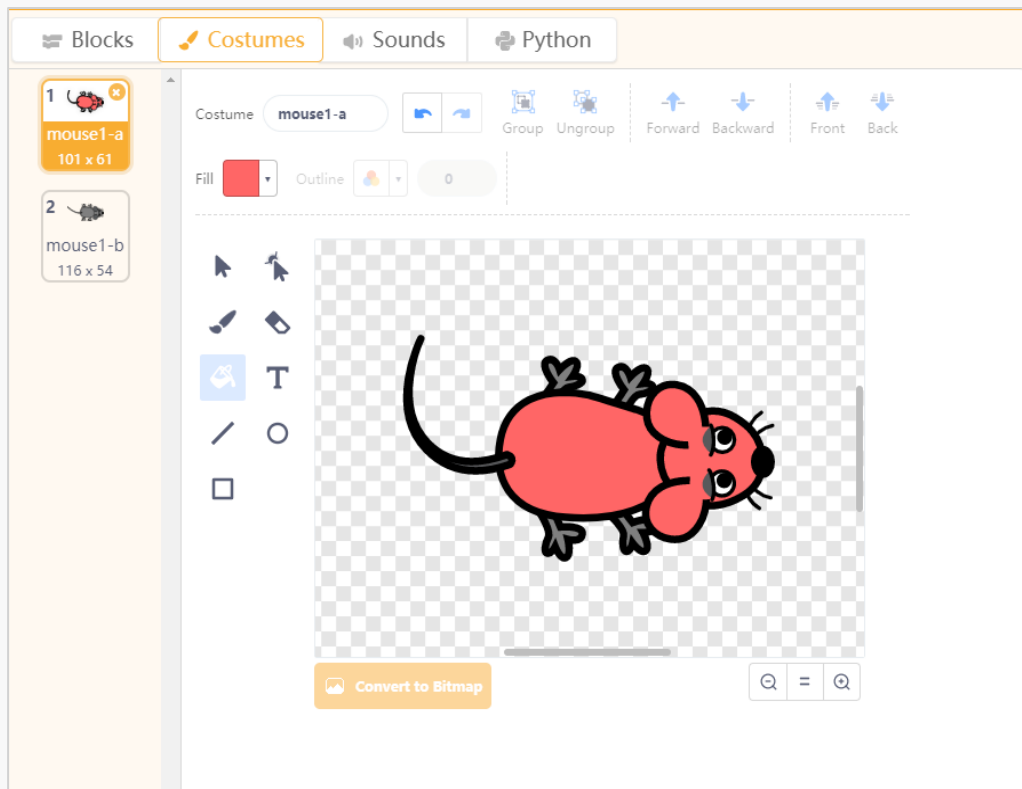 Blocks
Costumes
Sounds
Python
1
mouse1-a
101 x 61
2
mouse1-b
116 x 54
Costume
mouse1-a
Group
Ungroup
Forward
Backward
Front
Back
Fill
Outline
0
T
Convert to Bitmap
=